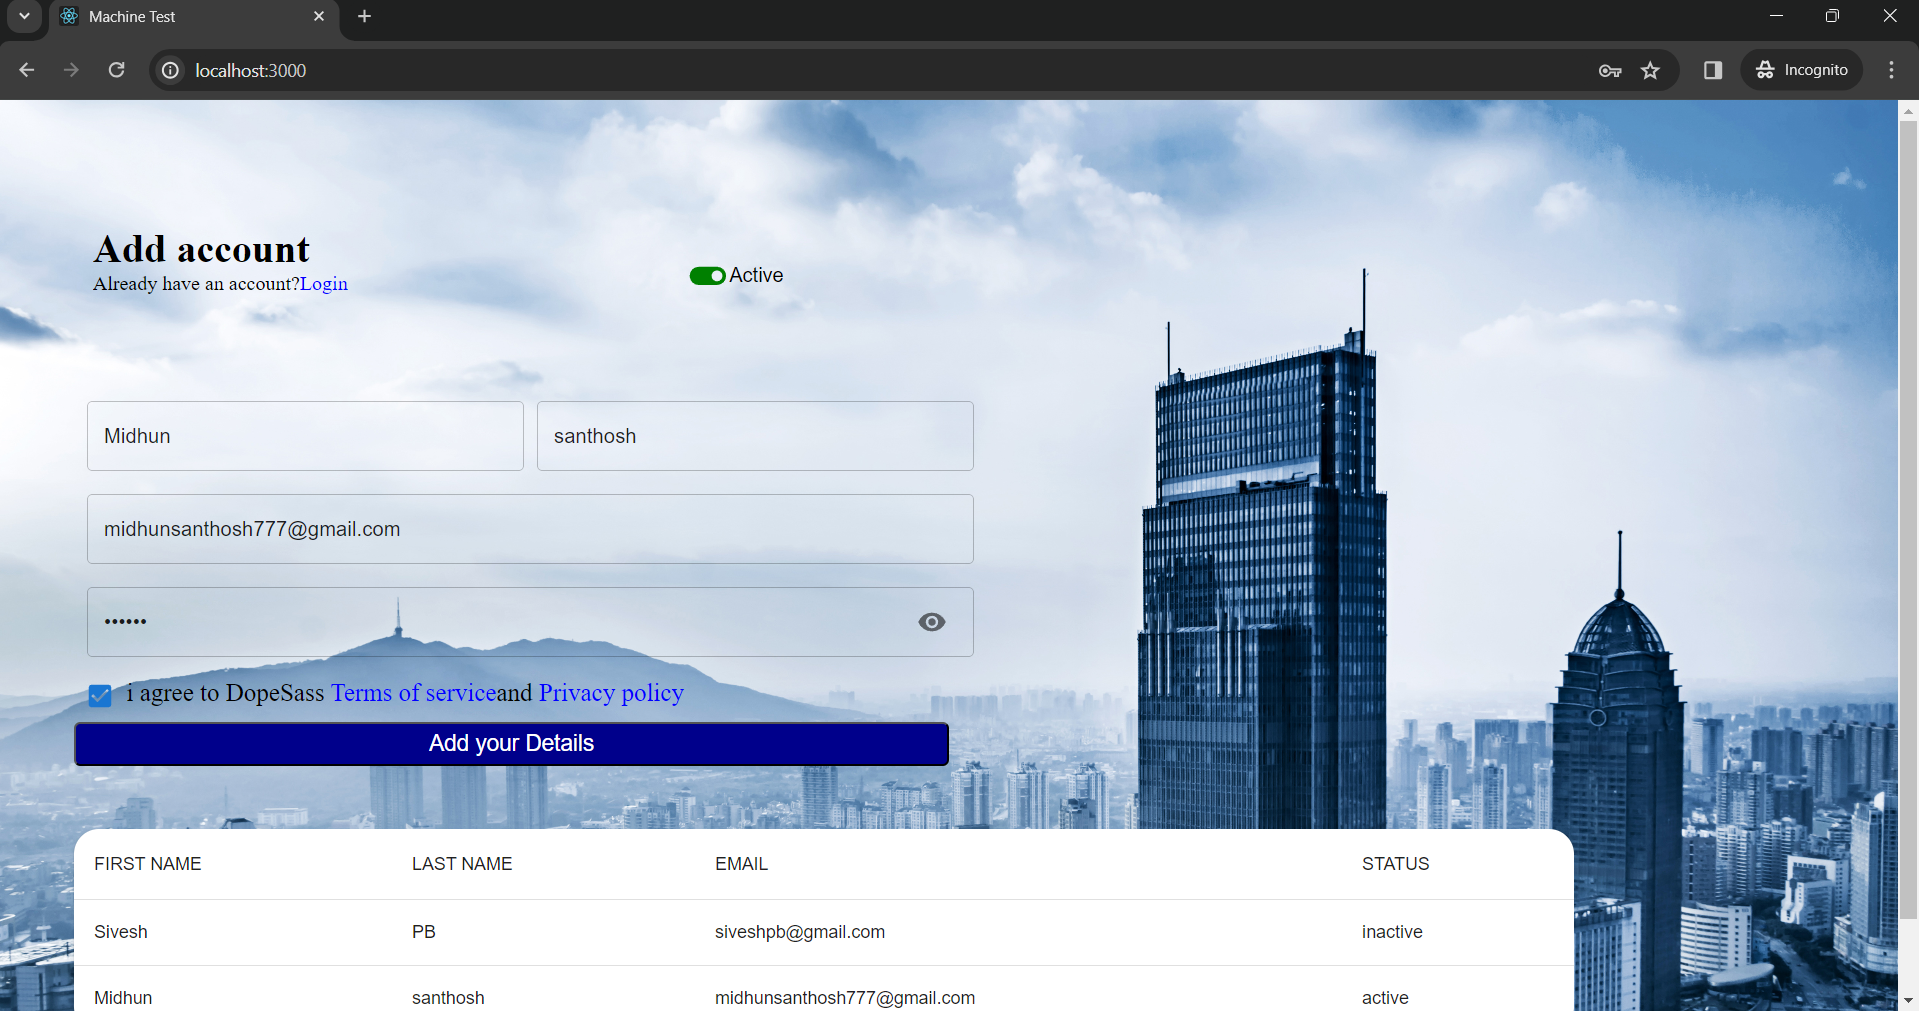 Machine Test
localhost:3000
Incognito
Add account
Already have an account?Login
Active
Midhun
santhosh
midhunsanthosh777@gmail.com
••••••
i agree to DopeSass Terms of serviceand Privacy policy
Add your Details
FIRST NAME LAST NAME EMAIL STATUS
Sivesh PB siveshpb@gmail.com inactive
Midhun santhosh midhunsanthosh777@gmail.com active